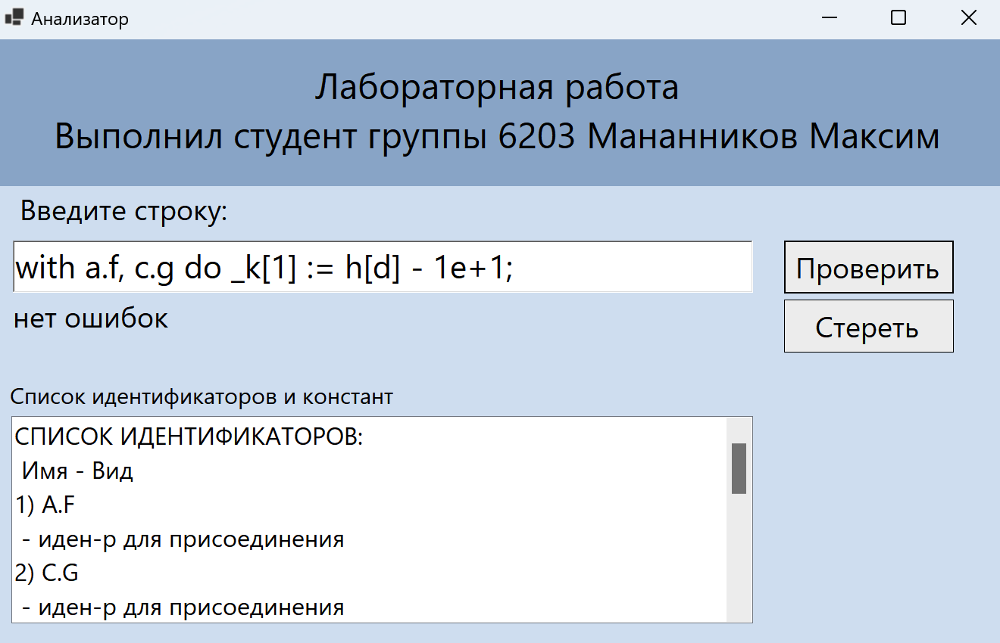 Анализатор
Лабораторная работа
Выполнил студент группы 6203 Мананников Максим
Введите строку:
with a.f, c.g do _k[1] := h[d] - 1e+1;
Проверить
нет ошибок
Стереть
Список идентификаторов и констант
СПИСОК ИДЕНТИФИКАТОРОВ:
Имя - Вид
1) A.F
- иден-р для присоединения
2) C.G
- иден-р для присоединения